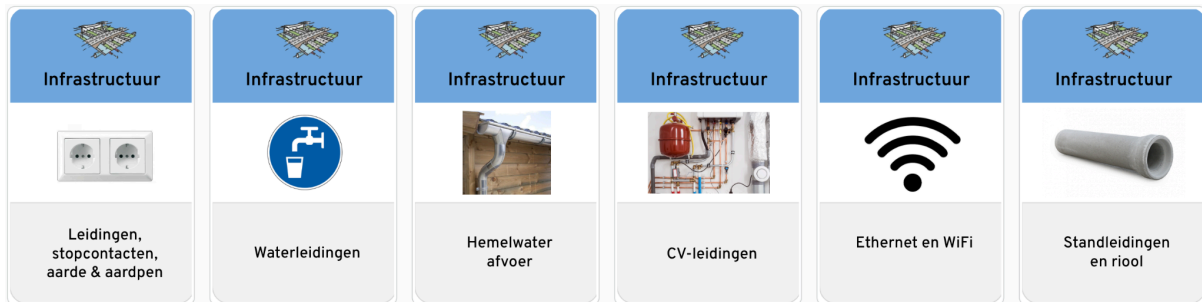 Infrastructuur
Leidingen,
stopcontacten,
aarde & aardpen
Infrastructuur
Waterleidingen
Infrastructuur
Hemelwater
afvoer
Infrastructuur
CV-leidingen
Infrastructuur
Ethernet en WiFi
Infrastructuur
Standleidingen
en riool